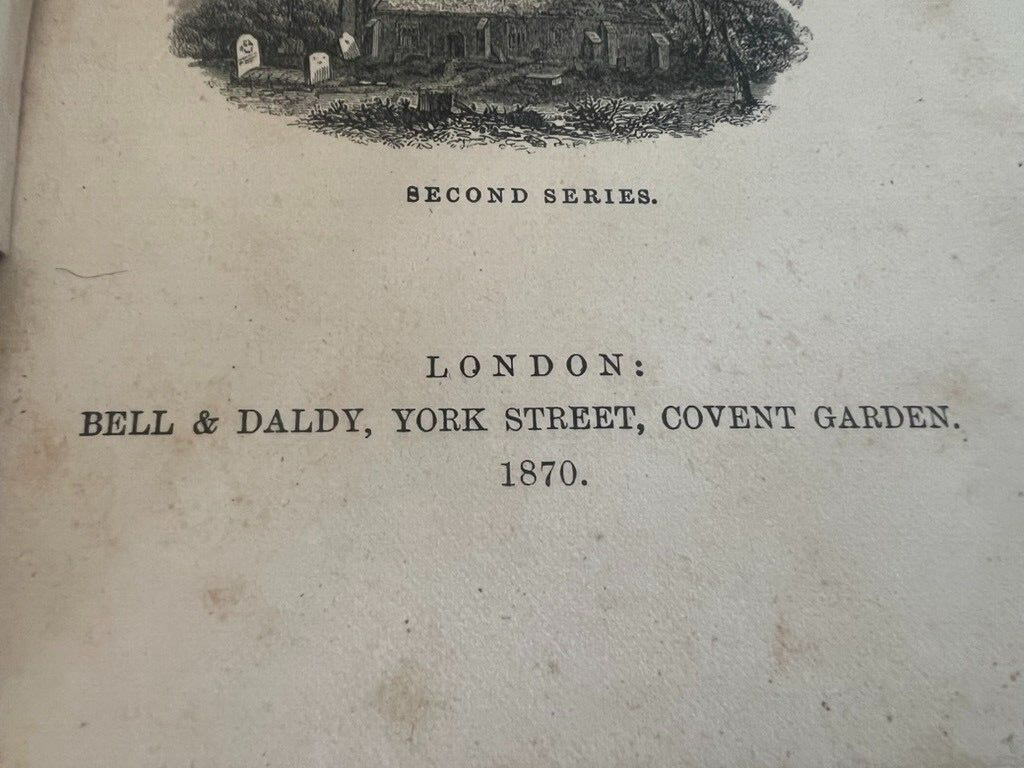 SECOND SERIES.
LONDON:
BELL & DALDY, YORK STREET, COVENT GARDEN.
1870.